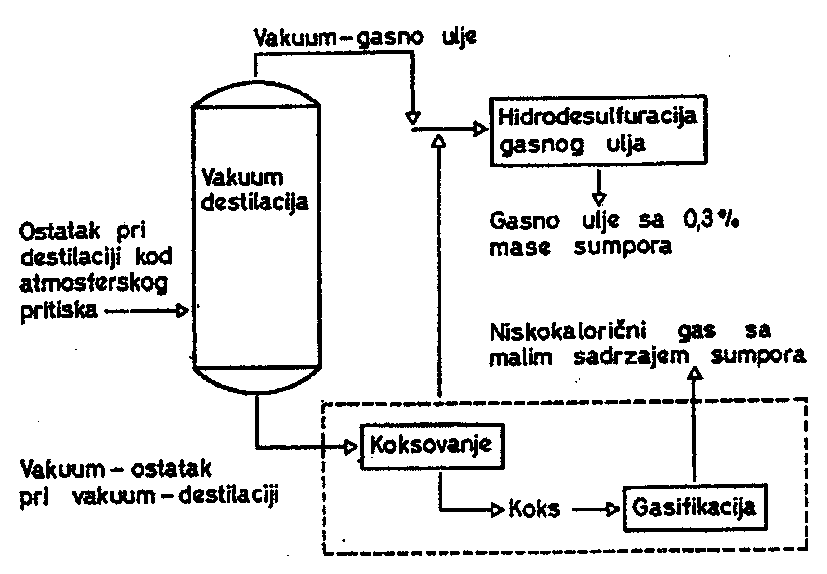 Vakuum-gasno ulje
Hidrodesulfuracija
gasnog ulja
Vakuum
destilacija
Gasno ulje sa 0,3%
mase sumpora
Ostatak pri
destilaciji kod
atmosferskog
pritiska
Niskokalorični gas sa
malim sadrzajem sumpora
Koksovanje
Vakuum-ostatak
pri vakuum-destilaciji
Koks
Gasifikacija